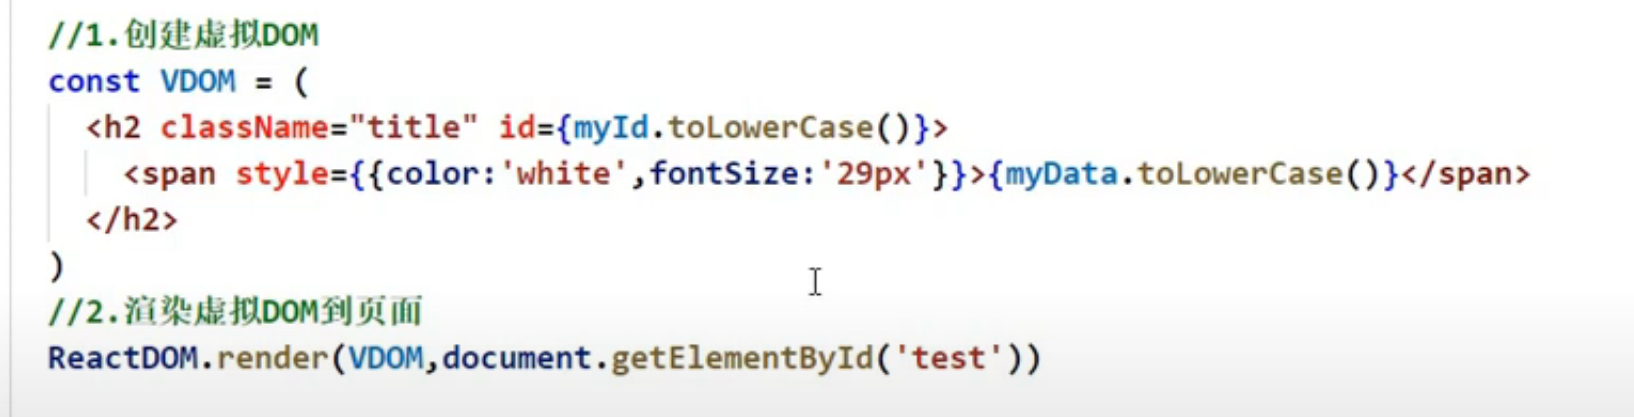 //1.创建虚拟DOM
const VDOM = (
<h2 className="title" id={myId.toLowerCase()}>
<span style={{color:'white',fontSize:'29px'}}>{myData.toLowerCase()}</span>
</h2>
)
//2.渲染虚拟DOM到页面
ReactDOM.render(VDOM,document.getElementById('test'))